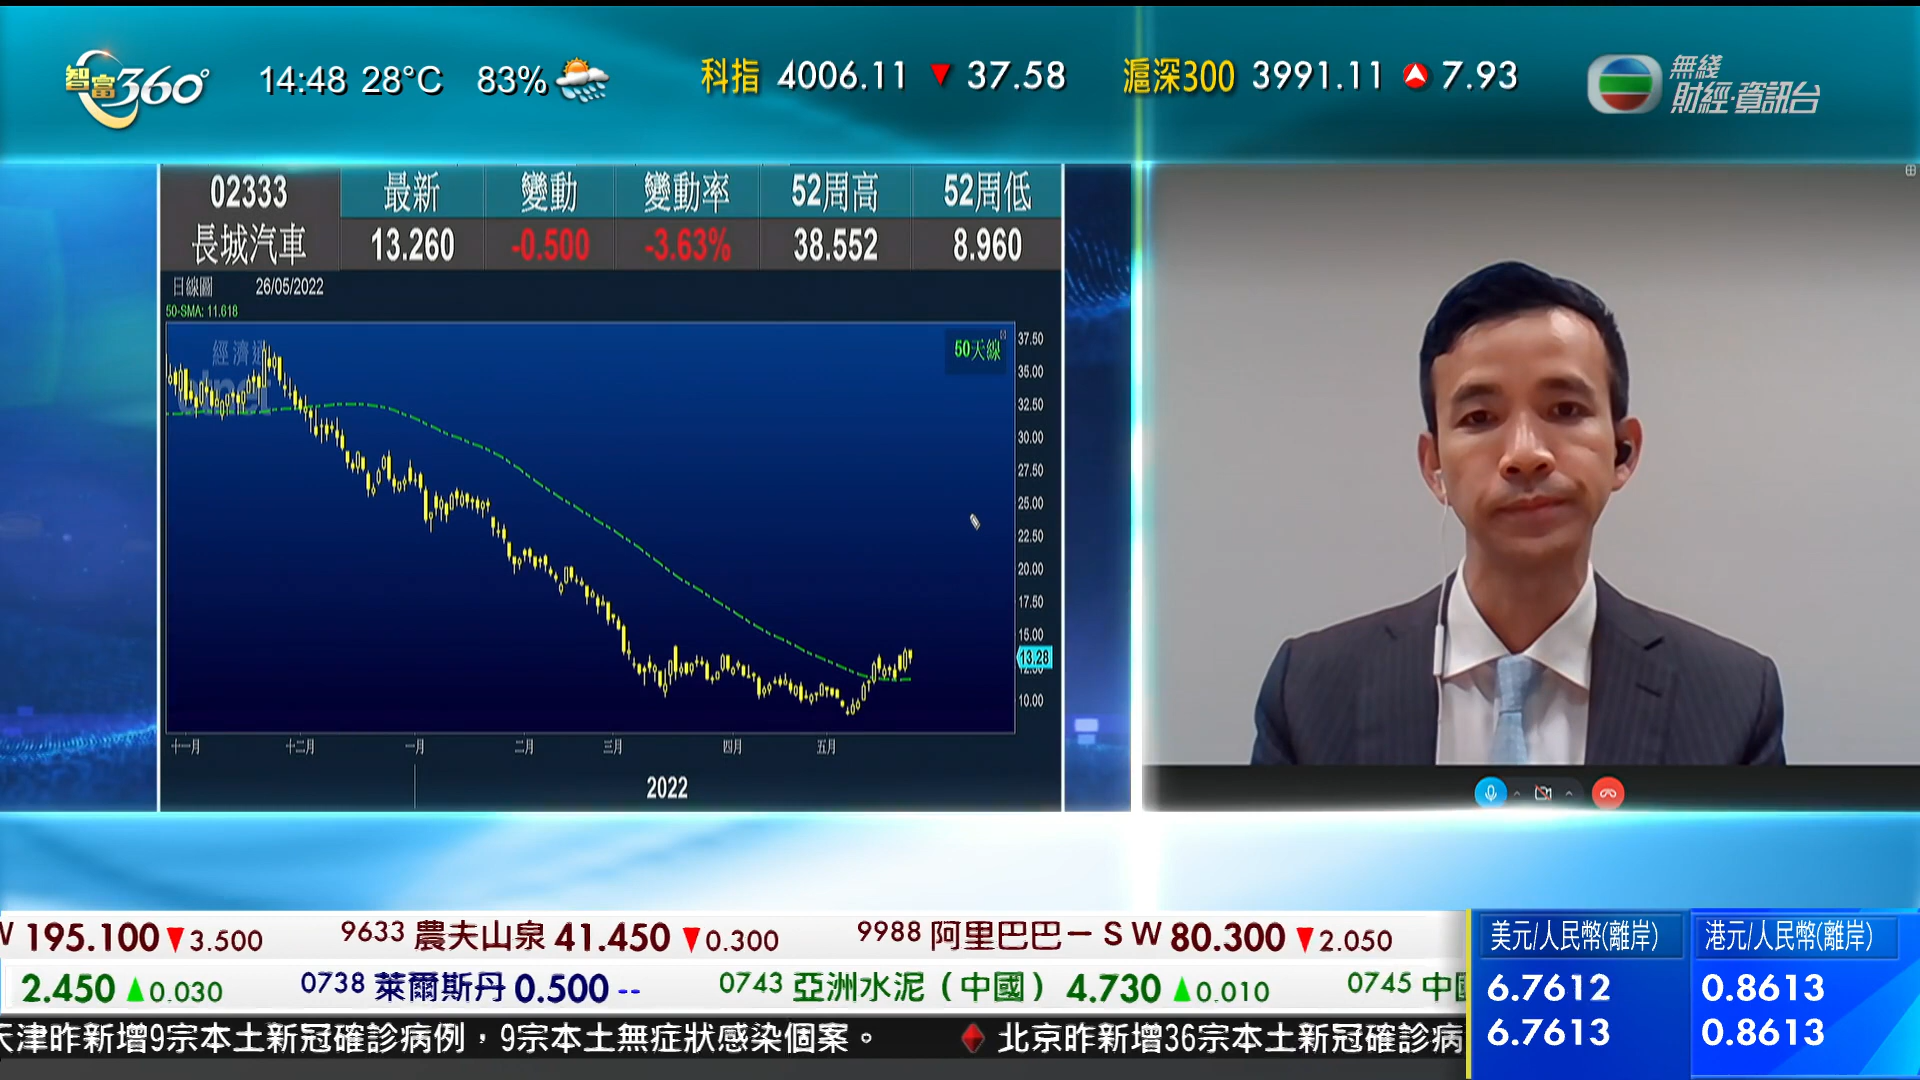 智富360°
14:48 28°C 83%
科指 4006.11 ▼ 37.58
滬深300 3991.11 ▲ 7.93
無綫
財經·資訊台
02333 最新 變動 變動率 52周高 52周低
長城汽車 13.260 -0.500 -3.63% 38.552 8.960
日線圖 26/05/2022
50-SMA: 11.618
50天線
經濟
37.50
35.00
32.50
30.00
27.50
25.00
22.50
20.00
17.50
15.00
13.28
10.00
十一月 十二月 一月 二月 三月 四月 五月
2022
W 195.100 ▼ 3.500 9633 農夫山泉 41.450 ▼ 0.300 9988 阿里巴巴－ＳＷ 80.300 ▼ 2.050
2.450 ▲ 0.030 0738 萊爾斯丹 0.500 -- 0743 亞洲水泥（中國） 4.730 ▲ 0.010 0745 中
天津昨新增9宗本土新冠確診病例，9宗本土無症狀感染個案。 ◆ 北京昨新增36宗本土新冠確診病
美元/人民幣(離岸) 港元/人民幣(離岸)
6.7612 0.8613
6.7613 0.8613